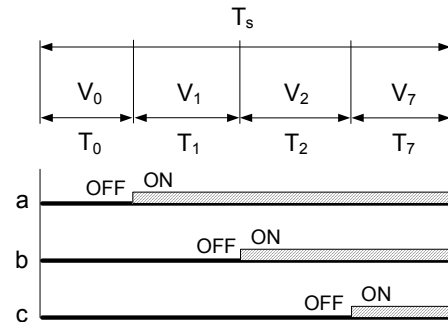 Tₛ
V₀ V₁ V₂ V₇
T₀ T₁ T₂ T₇
a OFF ON
b OFF ON
c OFF ON